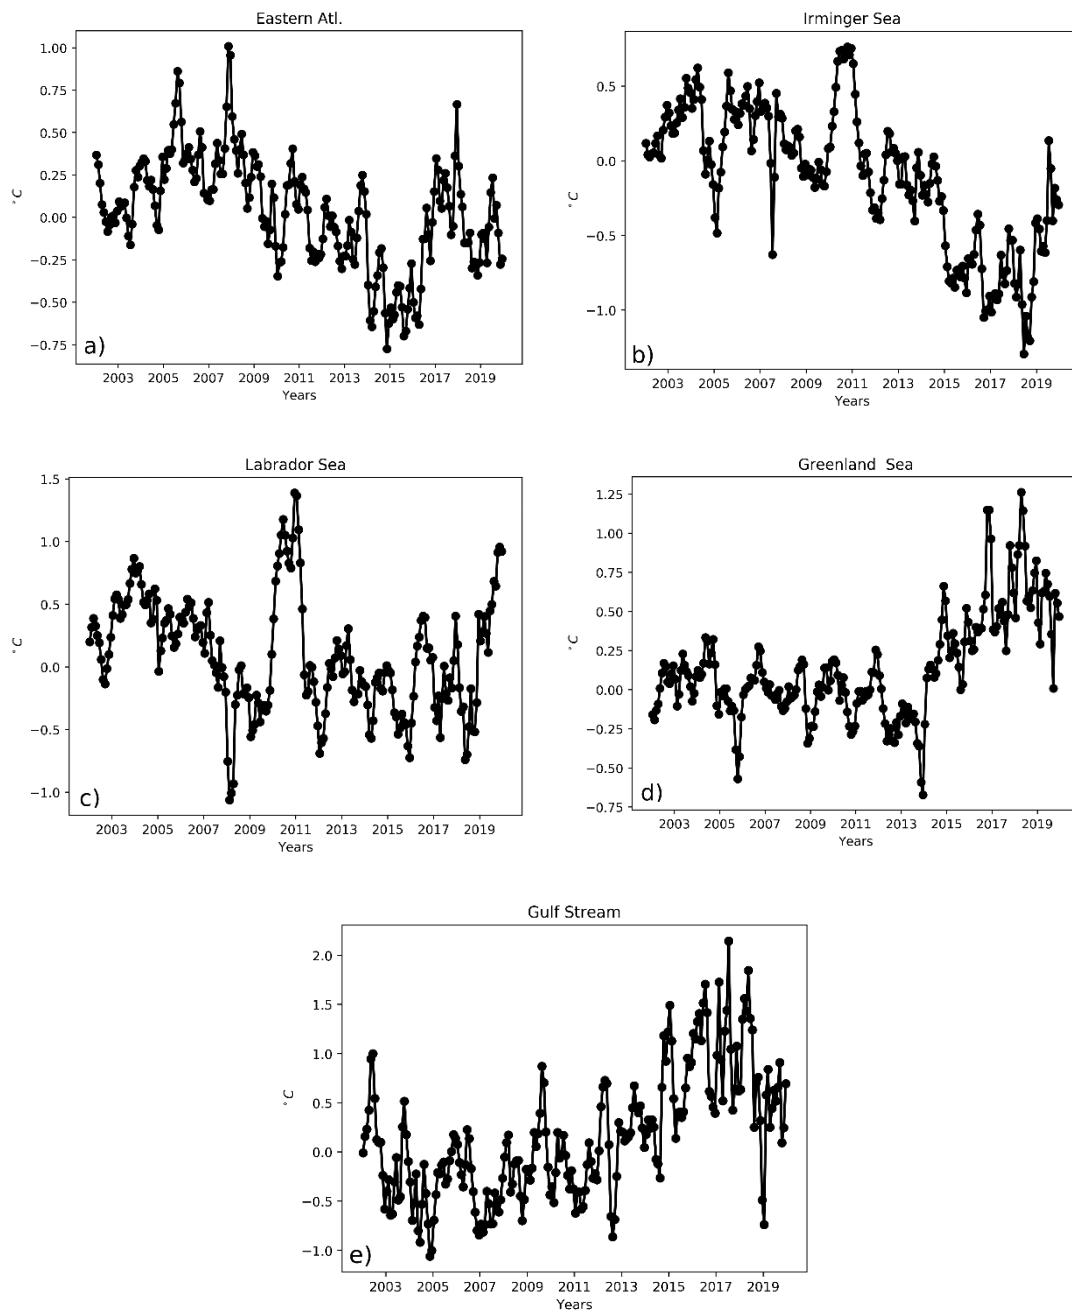 Eastern Atl.
1.00
0.75
0.50
0.25
0.00
−0.25
−0.50
−0.75
°C
a)
2003 2005 2007 2009 2011 2013 2015 2017 2019
Years
Irminger Sea
0.5
0.0
−0.5
−1.0
°C
b)
2003 2005 2007 2009 2011 2013 2015 2017 2019
Years
Labrador Sea
1.5
1.0
0.5
0.0
−0.5
−1.0
°C
c)
2003 2005 2007 2009 2011 2013 2015 2017 2019
Years
Greenland  Sea
1.25
1.00
0.75
0.50
0.25
0.00
−0.25
−0.50
−0.75
°C
d)
2003 2005 2007 2009 2011 2013 2015 2017 2019
Years
Gulf Stream
2.0
1.5
1.0
0.5
0.0
−0.5
−1.0
°C
e)
2003 2005 2007 2009 2011 2013 2015 2017 2019
Years